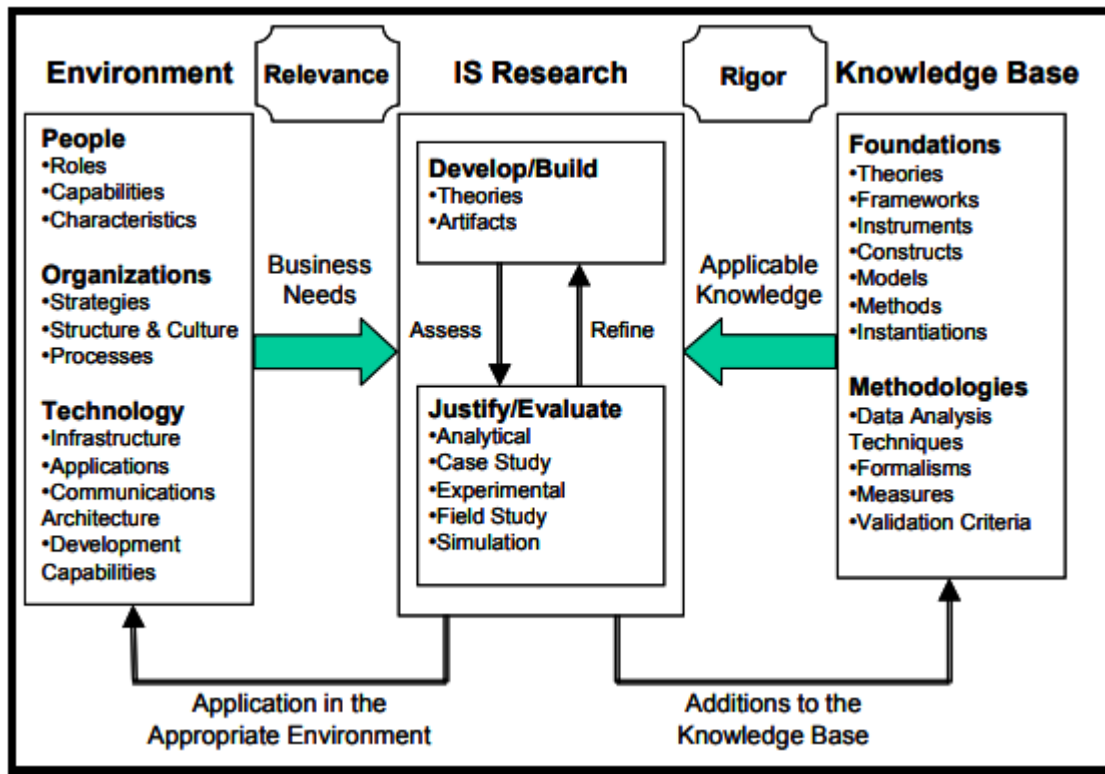 Environment
Relevance
IS Research
Rigor
Knowledge Base
People
•Roles
•Capabilities
•Characteristics
Organizations
•Strategies
•Structure & Culture
•Processes
Technology
•Infrastructure
•Applications
•Communications
Architecture
•Development
Capabilities
Business
Needs
Develop/Build
•Theories
•Artifacts
Assess
Refine
Justify/Evaluate
•Analytical
•Case Study
•Experimental
•Field Study
•Simulation
Applicable
Knowledge
Foundations
•Theories
•Frameworks
•Instruments
•Constructs
•Models
•Methods
•Instantiations
Methodologies
•Data Analysis
Techniques
•Formalisms
•Measures
•Validation Criteria
Application in the
Appropriate Environment
Additions to the
Knowledge Base